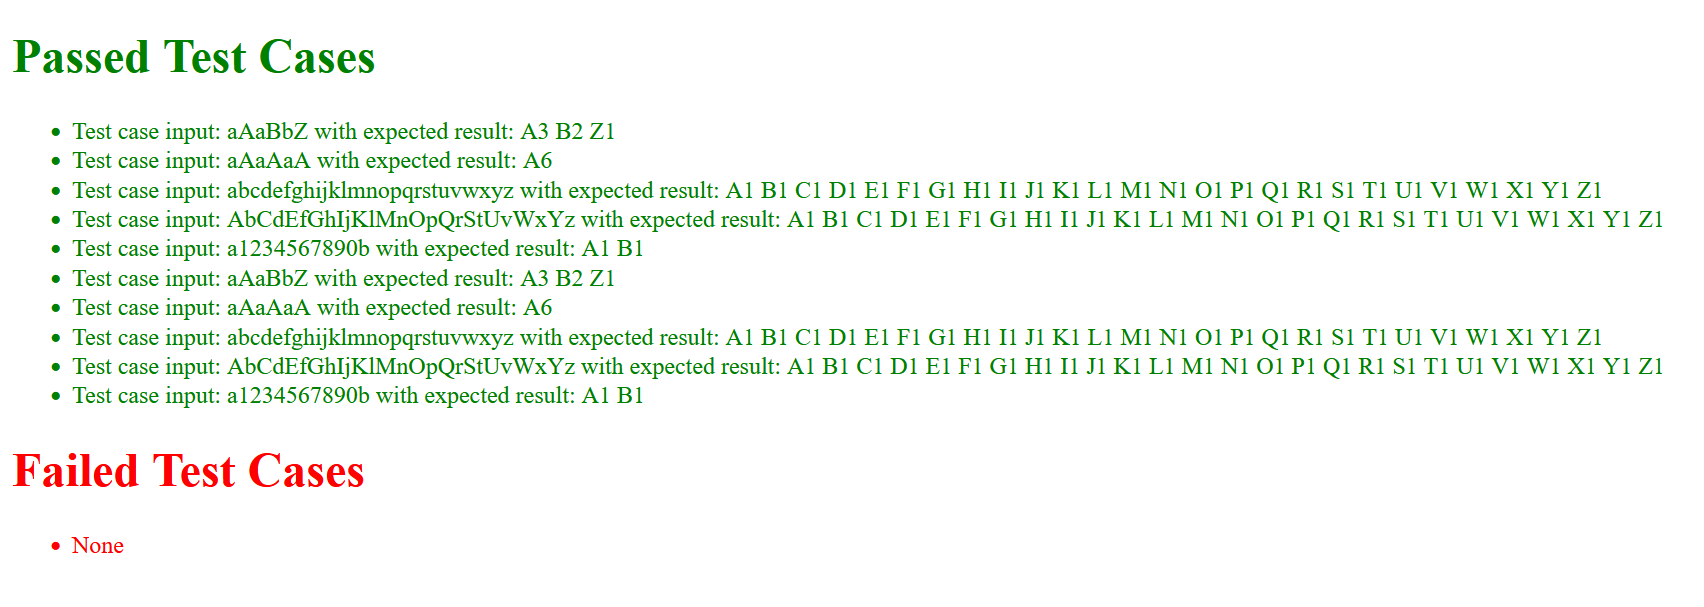 Passed Test Cases
Test case input: aAaBbZ with expected result: A3 B2 Z1
Test case input: aAaAaA with expected result: A6
Test case input: abcdefghijklmnopqrstuvwxyz with expected result: A1 B1 C1 D1 E1 F1 G1 H1 I1 J1 K1 L1 M1 N1 O1 P1 Q1 R1 S1 T1 U1 V1 W1 X1 Y1 Z1
Test case input: AbCdEfGhIjKlMnOpQrStUvWxYz with expected result: A1 B1 C1 D1 E1 F1 G1 H1 I1 J1 K1 L1 M1 N1 O1 P1 Q1 R1 S1 T1 U1 V1 W1 X1 Y1 Z1
Test case input: a1234567890b with expected result: A1 B1
Test case input: aAaBbZ with expected result: A3 B2 Z1
Test case input: aAaAaA with expected result: A6
Test case input: abcdefghijklmnopqrstuvwxyz with expected result: A1 B1 C1 D1 E1 F1 G1 H1 I1 J1 K1 L1 M1 N1 O1 P1 Q1 R1 S1 T1 U1 V1 W1 X1 Y1 Z1
Test case input: AbCdEfGhIjKlMnOpQrStUvWxYz with expected result: A1 B1 C1 D1 E1 F1 G1 H1 I1 J1 K1 L1 M1 N1 O1 P1 Q1 R1 S1 T1 U1 V1 W1 X1 Y1 Z1
Test case input: a1234567890b with expected result: A1 B1
Failed Test Cases
None